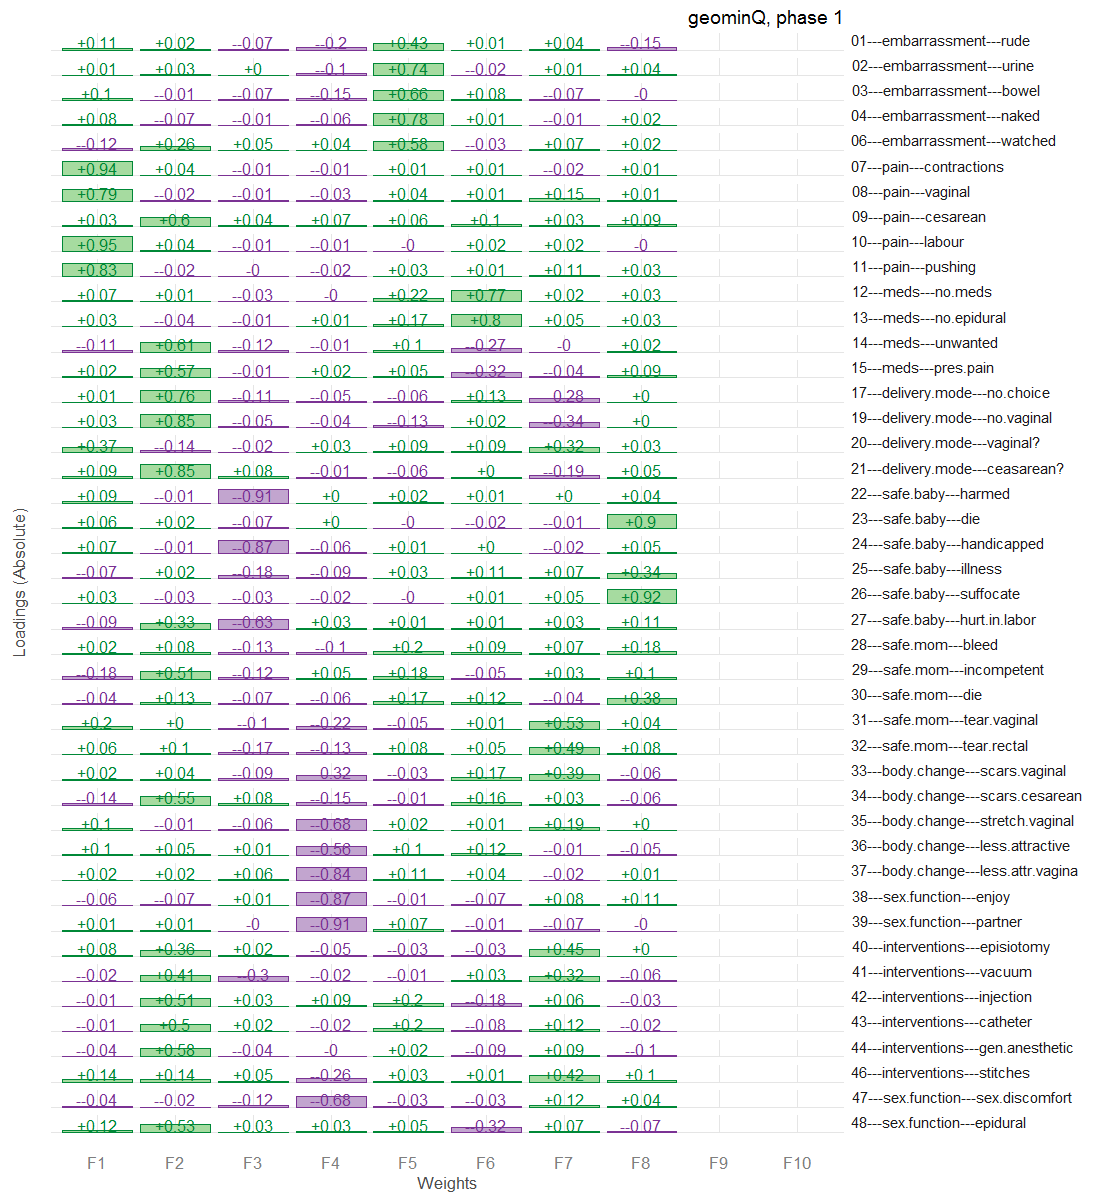 geominQ, phase 1
+0.11 +0.02 --0.07 --0.2 +0.43 +0.01 +0.04 --0.15 01---embarrassment---rude
+0.01 +0.03 +0 --0.1 +0.74 --0.02 +0.01 +0.04 02---embarrassment---urine
+0.1 --0.01 --0.07 --0.15 +0.66 +0.08 --0.07 -0 03---embarrassment---bowel
+0.08 --0.07 --0.01 --0.06 +0.78 +0.01 --0.01 +0.02 04---embarrassment---naked
--0.12 +0.26 +0.05 +0.04 +0.58 --0.03 +0.07 +0.02 06---embarrassment---watched
+0.94 +0.04 --0.01 --0.01 +0.01 +0.01 --0.02 +0.01 07---pain---contractions
+0.79 --0.02 --0.01 --0.03 +0.04 +0.01 +0.15 +0.01 08---pain---vaginal
+0.03 +0.6 +0.04 +0.07 +0.06 +0.1 +0.03 +0.09 09---pain---cesarean
+0.95 +0.04 --0.01 --0.01 -0 +0.02 +0.02 -0 10---pain---labour
+0.83 --0.02 -0 --0.02 +0.03 +0.01 +0.11 +0.03 11---pain---pushing
+0.07 +0.01 --0.03 -0 +0.22 +0.77 +0.02 +0.03 12---meds---no.meds
+0.03 --0.04 --0.01 +0.01 +0.17 +0.8 +0.05 +0.03 13---meds---no.epidural
--0.11 +0.61 --0.12 --0.01 +0.1 --0.27 -0 +0.02 14---meds---unwanted
+0.02 +0.57 --0.01 +0.02 +0.05 --0.32 --0.04 +0.09 15---meds---pres.pain
+0.01 +0.76 --0.11 --0.05 --0.06 +0.13 --0.28 +0 17---delivery.mode---no.choice
+0.03 +0.85 --0.05 --0.04 --0.13 +0.02 --0.34 +0 19---delivery.mode---no.vaginal
+0.37 --0.14 --0.02 +0.03 +0.09 +0.09 +0.32 +0.03 20---delivery.mode---vaginal?
+0.09 +0.85 +0.08 --0.01 --0.06 +0 --0.19 +0.05 21---delivery.mode---ceasarean?
+0.09 --0.01 --0.91 +0 +0.02 +0.01 +0 +0.04 22---safe.baby---harmed
+0.06 +0.02 --0.07 +0 -0 --0.02 --0.01 +0.9 23---safe.baby---die
+0.07 --0.01 --0.87 --0.06 +0.01 +0 --0.02 +0.05 24---safe.baby---handicapped
--0.07 +0.02 --0.18 --0.09 +0.03 +0.11 +0.07 +0.34 25---safe.baby---illness
+0.03 --0.03 --0.03 --0.02 -0 +0.01 +0.05 +0.92 26---safe.baby---suffocate
--0.09 +0.33 --0.63 +0.03 +0.01 +0.01 +0.03 +0.11 27---safe.baby---hurt.in.labor
+0.02 +0.08 --0.13 --0.1 +0.2 +0.09 +0.07 +0.18 28---safe.mom---bleed
--0.18 +0.51 --0.12 +0.05 +0.18 --0.05 +0.03 +0.1 29---safe.mom---incompetent
--0.04 +0.13 --0.07 --0.06 +0.17 +0.12 --0.04 +0.38 30---safe.mom---die
+0.2 +0 --0.1 --0.22 --0.05 +0.01 +0.53 +0.04 31---safe.mom---tear.vaginal
+0.06 +0.1 --0.17 --0.13 +0.08 +0.05 +0.49 +0.08 32---safe.mom---tear.rectal
+0.02 +0.04 --0.09 --0.32 --0.03 +0.17 +0.39 --0.06 33---body.change---scars.vaginal
--0.14 +0.55 +0.08 --0.15 --0.01 +0.16 +0.03 --0.06 34---body.change---scars.cesarean
+0.1 --0.01 --0.06 --0.68 +0.02 +0.01 +0.19 +0 35---body.change---stretch.vaginal
+0.1 +0.05 +0.01 --0.56 +0.1 +0.12 --0.01 --0.05 36---body.change---less.attractive
+0.02 +0.02 +0.06 --0.84 +0.11 +0.04 --0.02 +0.01 37---body.change---less.attr.vagina
--0.06 --0.07 +0.01 --0.87 --0.01 --0.07 +0.08 +0.11 38---sex.function---enjoy
+0.01 +0.01 -0 --0.91 +0.07 --0.01 --0.07 -0 39---sex.function---partner
+0.08 +0.36 +0.02 --0.05 --0.03 --0.03 +0.45 +0 40---interventions---episiotomy
--0.02 +0.41 --0.3 --0.02 --0.01 +0.03 +0.32 --0.06 41---interventions---vacuum
--0.01 +0.51 +0.03 +0.09 +0.2 --0.18 +0.06 --0.03 42---interventions---injection
--0.01 +0.5 +0.02 --0.02 +0.2 --0.08 +0.12 --0.02 43---interventions---catheter
--0.04 +0.58 --0.04 -0 +0.02 --0.09 +0.09 --0.1 44---interventions---gen.anesthetic
+0.14 +0.14 +0.05 --0.26 +0.03 +0.01 +0.42 +0.1 46---interventions---stitches
--0.04 --0.02 --0.12 --0.68 --0.03 --0.03 +0.12 +0.04 47---sex.function---sex.discomfort
+0.12 +0.53 +0.03 +0.03 +0.03 --0.32 +0.07 --0.07 48---sex.function---epidural
F1 F2 F3 F4 F5 F6 F7 F8 F9 F10
Weights
Loadings (Absolute)